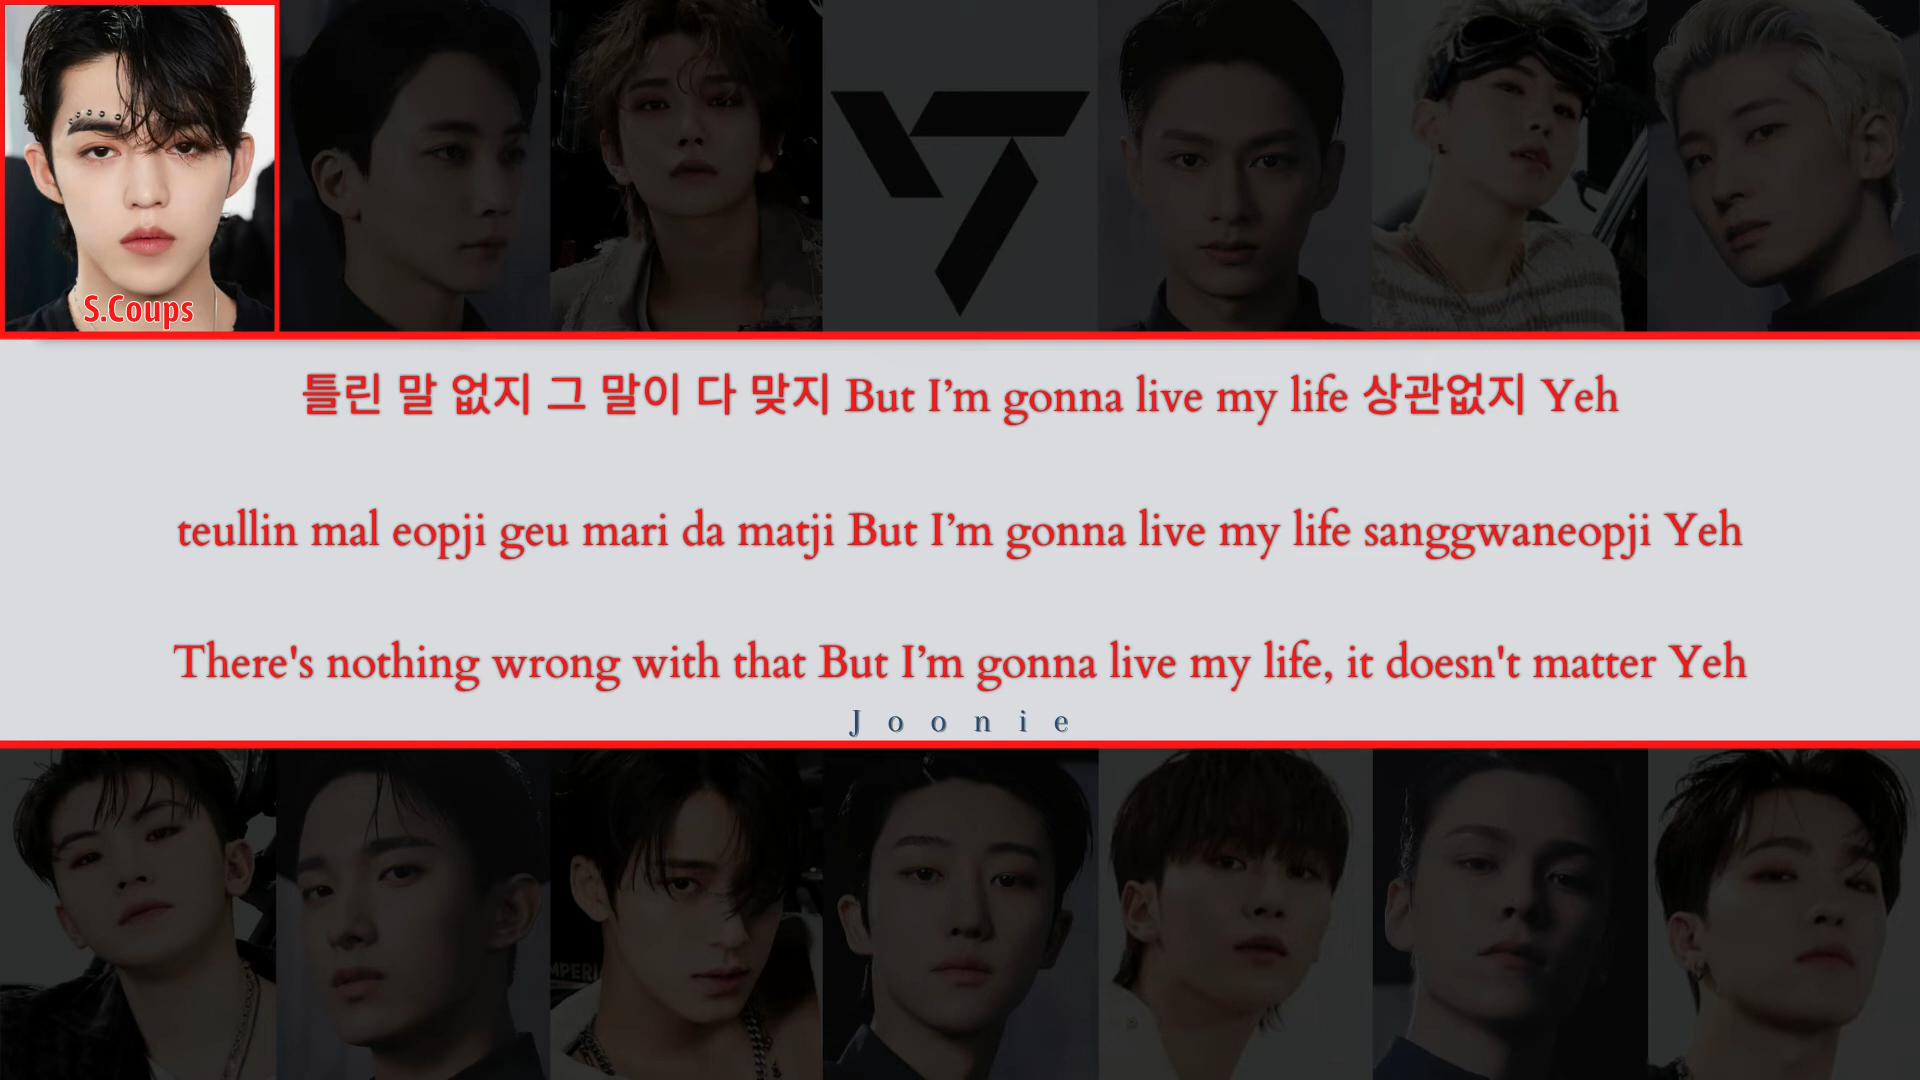 S.Coups
틀린 말 없지 그 말이 다 맞지 But I’m gonna live my life 상관없지 Yeh
teullin mal eopji geu mari da matji But I’m gonna live my life sanggwaneopji Yeh
There's nothing wrong with that But I’m gonna live my life, it doesn't matter Yeh
Joonie
MPERI